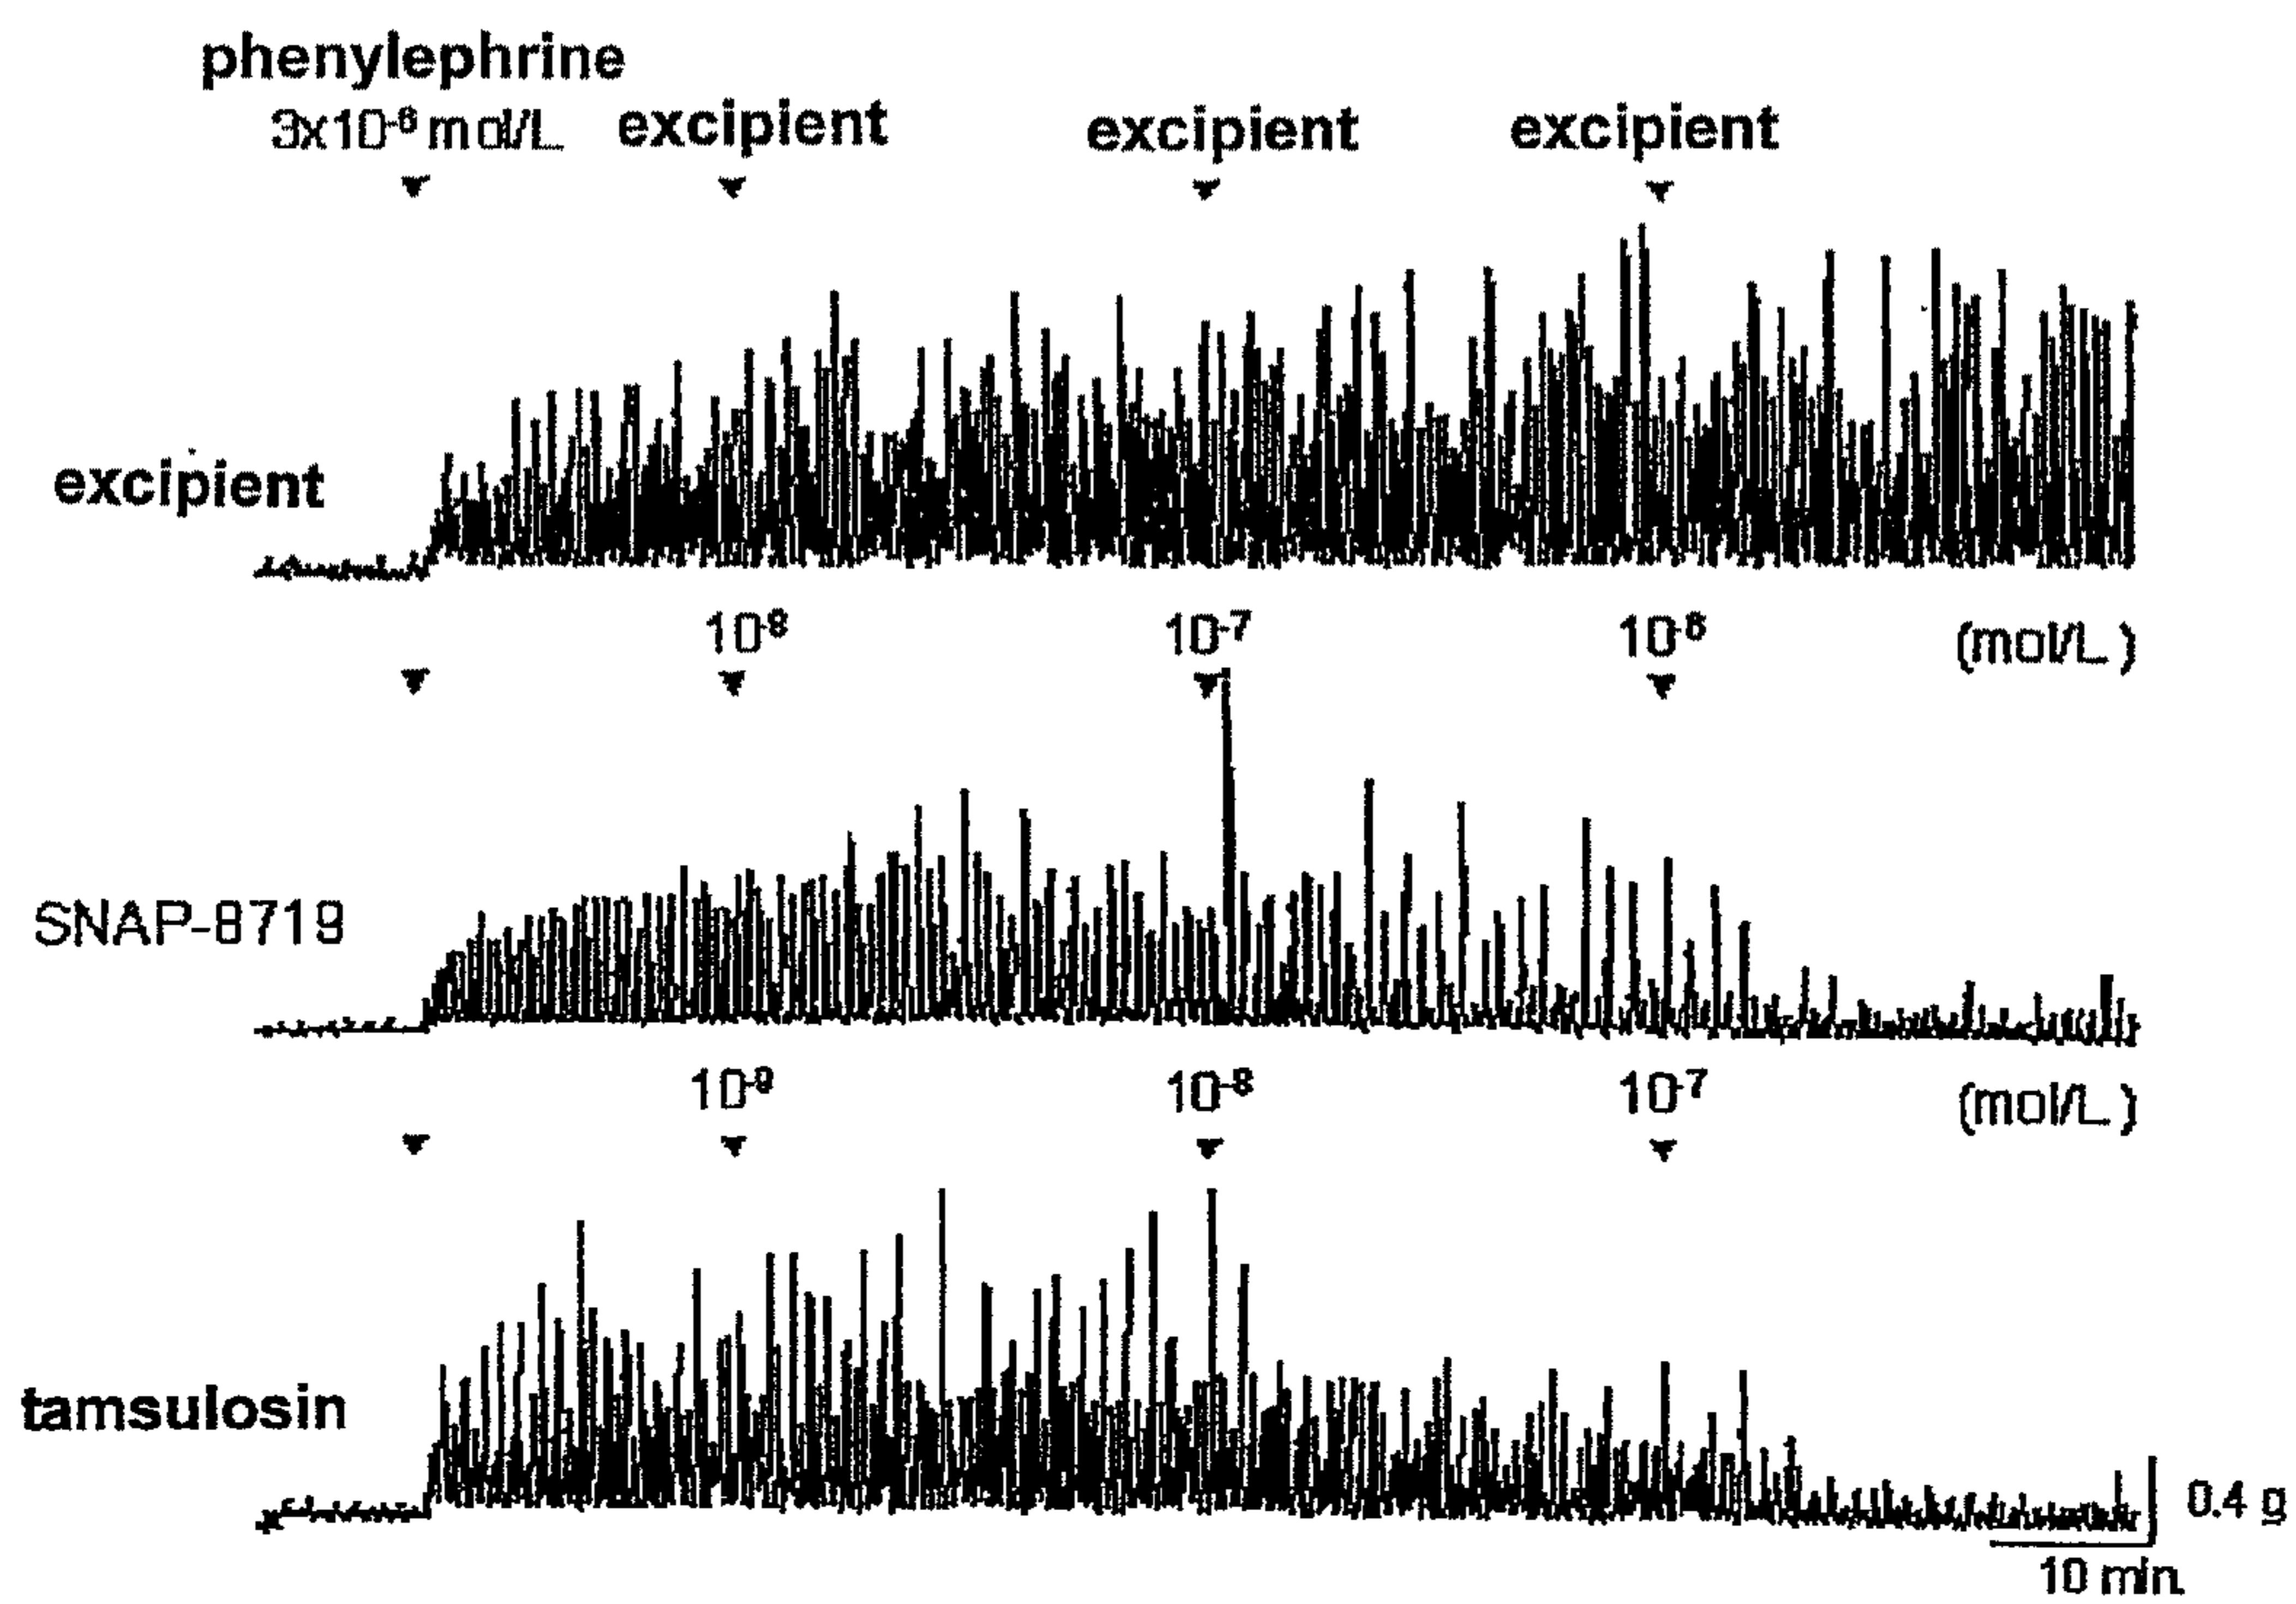 phenylephrine
3x10-6 mol/L excipient excipient excipient
excipient
10-8 10-7 10-6 (mol/L)
SNAP-8719
10-9 10-8 10-7 (mol/L)
tamsulosin
0.4 g
10 min.